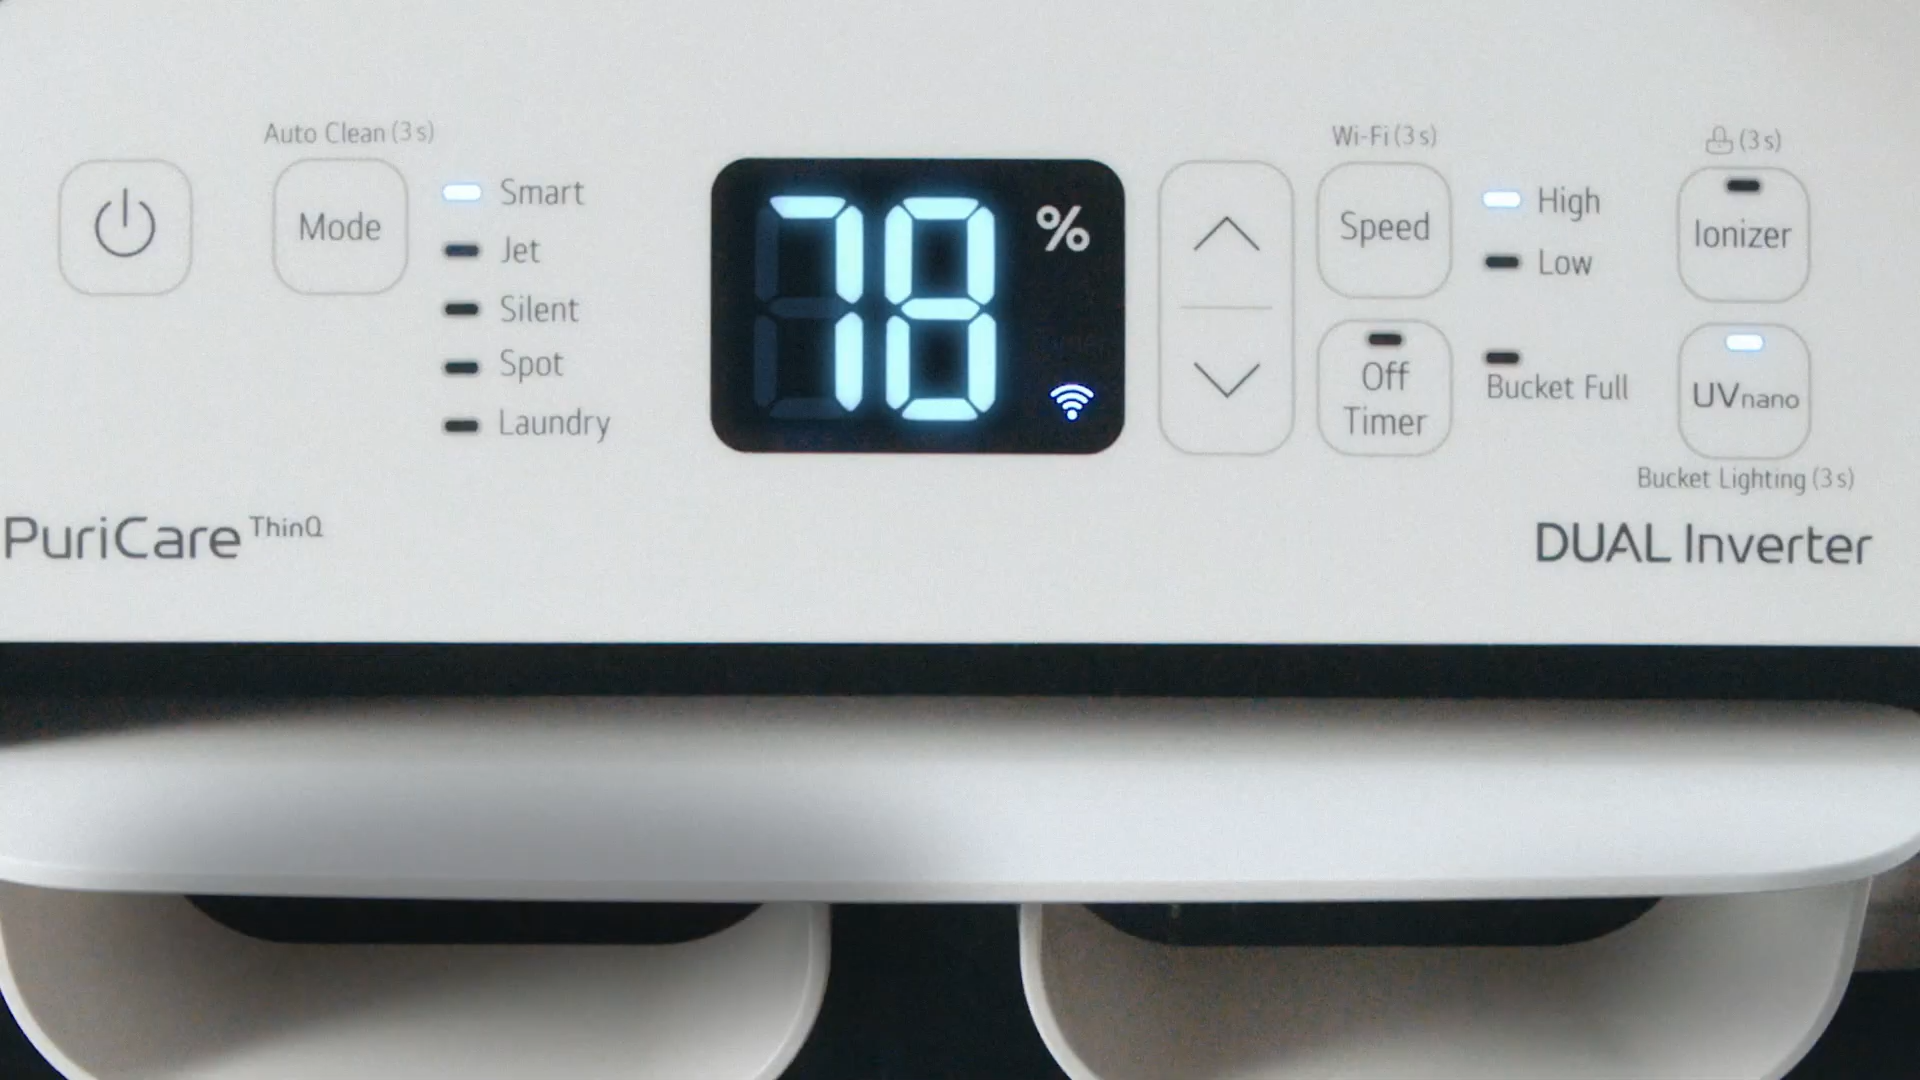 Auto Clean (3 s)
Mode
Smart
Jet
Silent
Spot
Laundry
78 %
Wi-Fi (3 s)
Speed
High
Low
Off
Timer
Bucket Full
(3 s)
Ionizer
UVnano
Bucket Lighting (3 s)
PuriCare ThinQ
DUAL Inverter